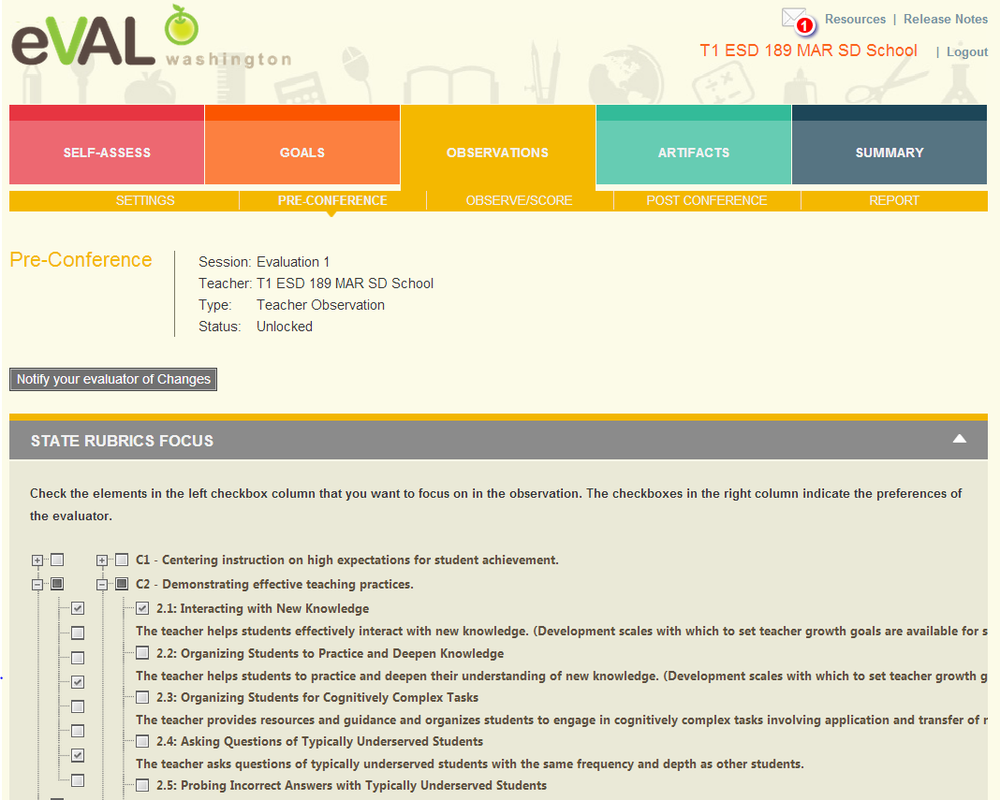 eVAL washington
1 Resources | Release Notes
T1 ESD 189 MAR SD School | Logout
SELF-ASSESS GOALS OBSERVATIONS ARTIFACTS SUMMARY
SETTINGS PRE-CONFERENCE OBSERVE/SCORE POST CONFERENCE REPORT
Pre-Conference
Session: Evaluation 1
Teacher: T1 ESD 189 MAR SD School
Type: Teacher Observation
Status: Unlocked
Notify your evaluator of Changes
STATE RUBRICS FOCUS
Check the elements in the left checkbox column that you want to focus on in the observation. The checkboxes in the right column indicate the preferences of
the evaluator.
C1 - Centering instruction on high expectations for student achievement.
C2 - Demonstrating effective teaching practices.
2.1: Interacting with New Knowledge
The teacher helps students effectively interact with new knowledge. (Development scales with which to set teacher growth goals are available for s
2.2: Organizing Students to Practice and Deepen Knowledge
The teacher helps students to practice and deepen their understanding of new knowledge. (Development scales with which to set teacher growth g
2.3: Organizing Students for Cognitively Complex Tasks
The teacher provides resources and guidance and organizes students to engage in cognitively complex tasks involving application and transfer of
2.4: Asking Questions of Typically Underserved Students
The teacher asks questions of typically underserved students with the same frequency and depth as other students.
2.5: Probing Incorrect Answers with Typically Underserved Students